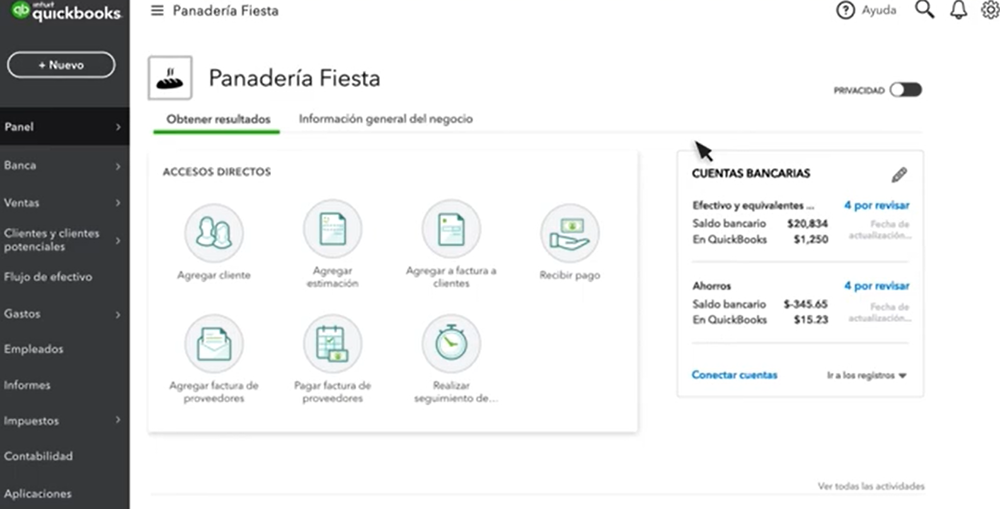 intuit
quickbooks.
Panadería Fiesta
Ayuda
+ Nuevo
Panadería Fiesta
PRIVACIDAD
Obtener resultados
Información general del negocio
Panel
Banca
Ventas
Clientes y clientes
potenciales
Flujo de efectivo
Gastos
Empleados
Informes
Impuestos
Contabilidad
Aplicaciones
ACCESOS DIRECTOS
Agregar cliente
Agregar
estimación
Agregar a factura a
clientes
Recibir pago
Agregar factura de
proveedores
Pagar factura de
proveedores
Realizar
seguimiento de...
CUENTAS BANCARIAS
Efectivo y equivalentes ...
4 por revisar
Saldo bancario $20,834
En QuickBooks $1,250
Fecha de
actualización...
Ahorros
4 por revisar
Saldo bancario $-345.65
En QuickBooks $15.23
Fecha de
actualización...
Conectar cuentas
Ir a los registros
Ver todas las actividades